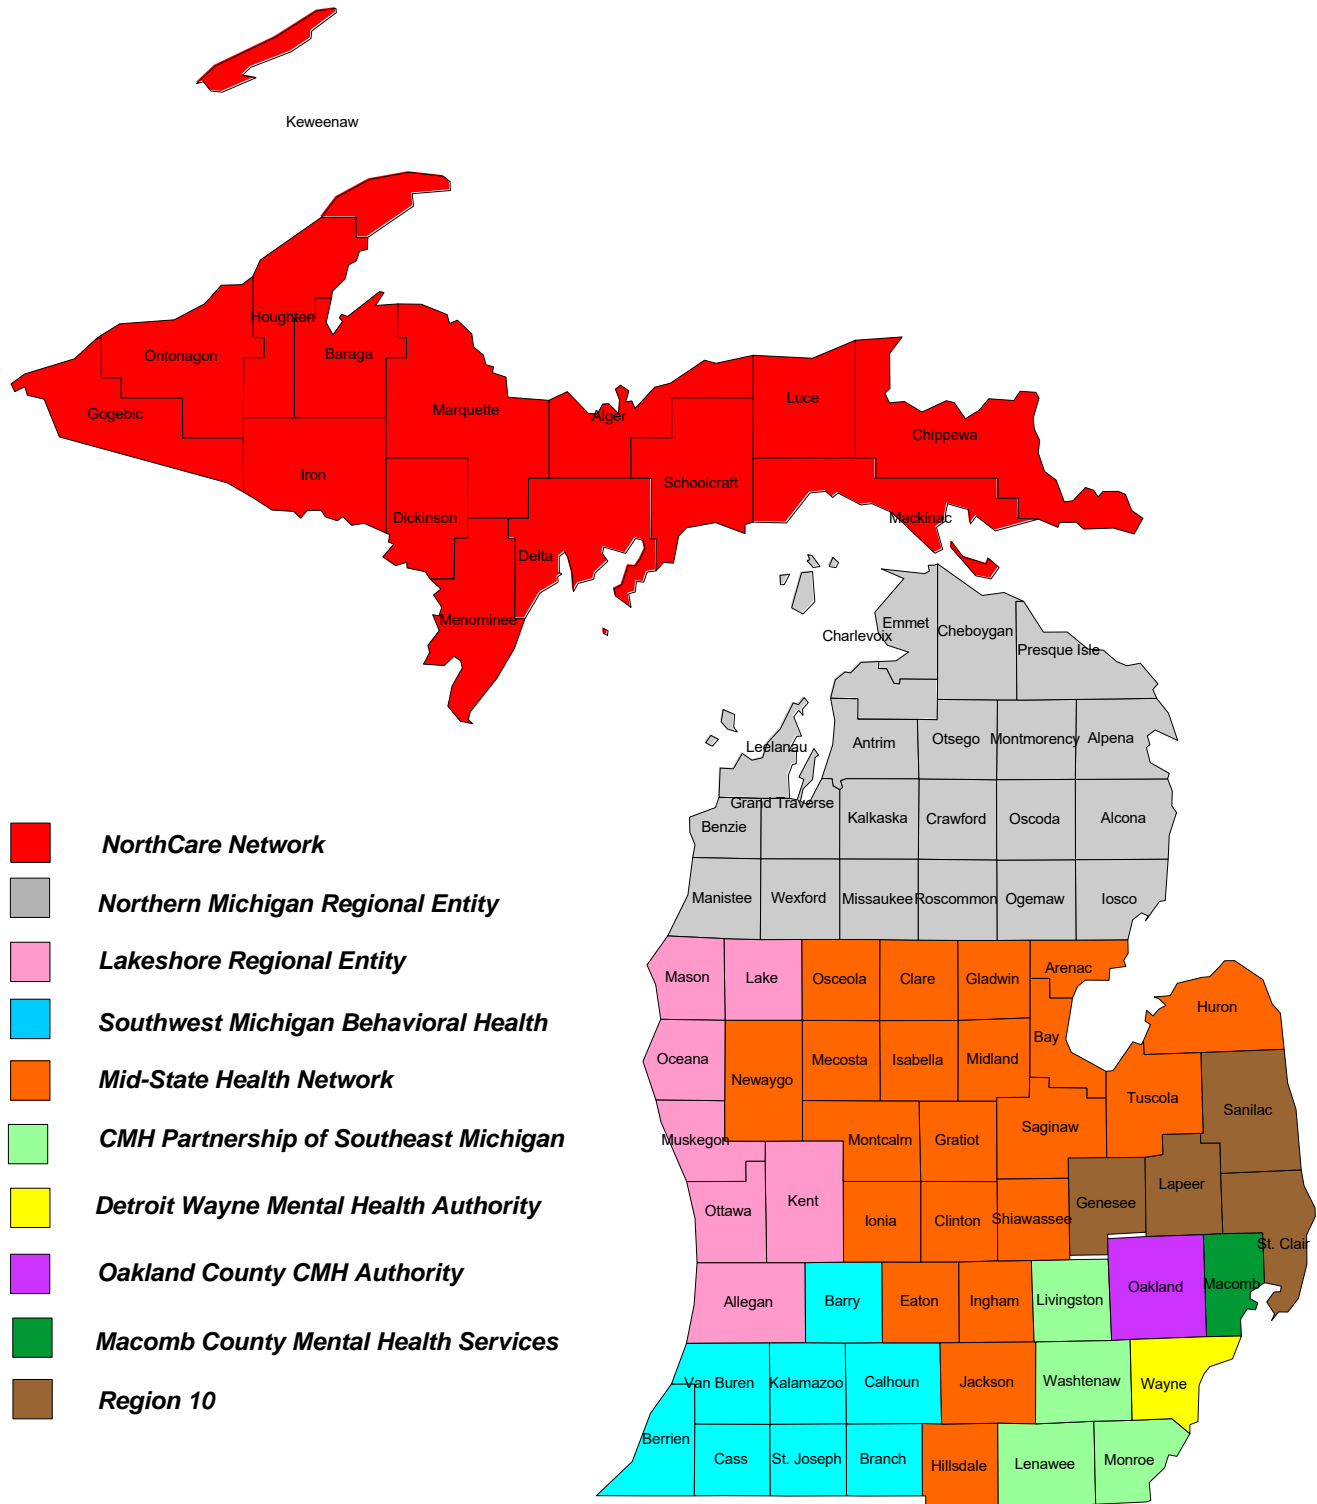 Keweenaw
Houghton
Ontonagon
Baraga
Gogebic
Marquette
Alger
Luce
Chippewa
Iron
Schoolcraft
Dickinson
Mackinac
Delta
Menominee
Emmet
Charlevoix
Cheboygan
Presque Isle
Leelanau
Antrim
Otsego
Montmorency
Alpena
Grand Traverse
Benzie
Kalkaska
Crawford
Oscoda
Alcona
Manistee
Wexford
Missaukee
Roscommon
Ogemaw
Iosco
Mason
Lake
Osceola
Clare
Gladwin
Arenac
Huron
Oceana
Newaygo
Mecosta
Isabella
Midland
Bay
Tuscola
Sanilac
Muskegon
Montcalm
Gratiot
Saginaw
Ottawa
Kent
Ionia
Clinton
Shiawassee
Genesee
Lapeer
St. Clair
Allegan
Barry
Eaton
Ingham
Livingston
Oakland
Macomb
Van Buren
Kalamazoo
Calhoun
Jackson
Washtenaw
Wayne
Berrien
Cass
St. Joseph
Branch
Hillsdale
Lenawee
Monroe
NorthCare Network
Northern Michigan Regional Entity
Lakeshore Regional Entity
Southwest Michigan Behavioral Health
Mid-State Health Network
CMH Partnership of Southeast Michigan
Detroit Wayne Mental Health Authority
Oakland County CMH Authority
Macomb County Mental Health Services
Region 10